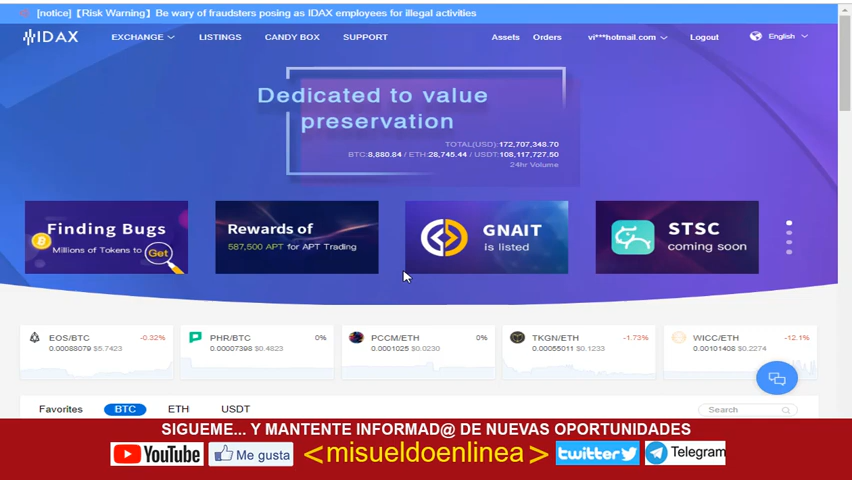 [notice]【Risk Warning】Be wary of fraudsters posing as IDAX employees for illegal activities
IDAX EXCHANGE LISTINGS CANDY BOX SUPPORT Assets Orders vi***hotmail.com Logout English
Dedicated to value
preservation
TOTAL(USD):172,707,348.70
BTC:8,880.84 / ETH:28,745.44 / USDT:108,117,727.50
24hr Volume
Finding Bugs
Millions of Tokens to Get
Rewards of
587,500 APT for APT Trading
GNAIT
is listed
STSC
coming soon
EOS/BTC -0.32%
0.00088079 $5.7423
PHR/BTC 0%
0.00007398 $0.4823
PCCM/ETH 0%
0.0001025 $0.0230
TKGN/ETH -1.73%
0.00055011 $0.1233
WICC/ETH -12.1%
0.00101408 $0.2274
Favorites BTC ETH USDT Search
SIGUEME... Y MANTENTE INFORMAD@ DE NUEVAS OPORTUNIDADES
YouTube Me gusta <misueldoenlinea> twitter Telegram